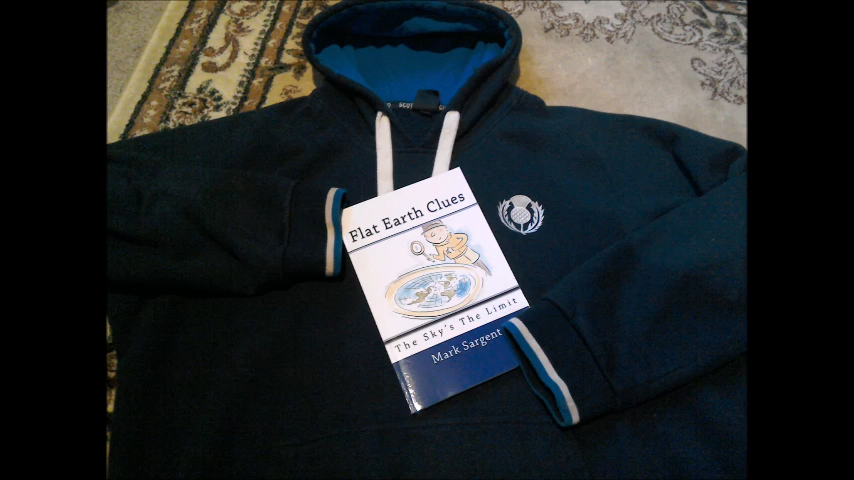 Flat Earth Clues
The Sky's The Limit
Mark Sargent